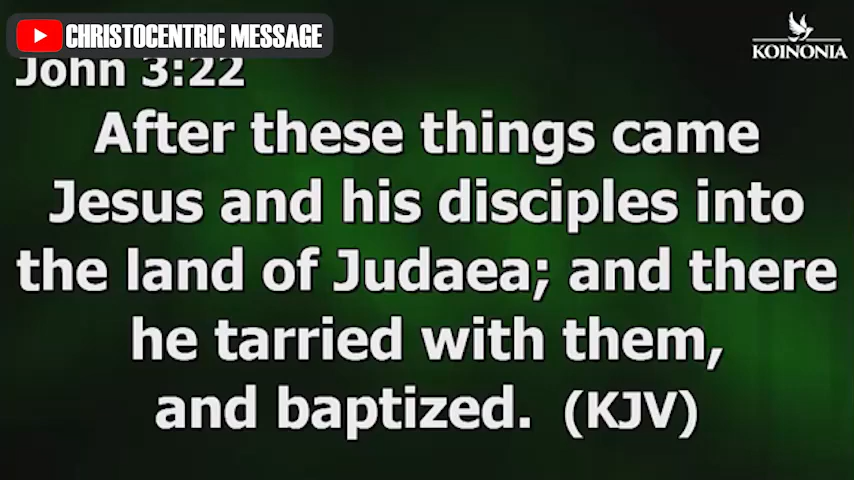 CHRISTOCENTRIC MESSAGE
KOINONIA
John 3:22
After these things came
Jesus and his disciples into
the land of Judaea; and there
he tarried with them,
and baptized. (KJV)